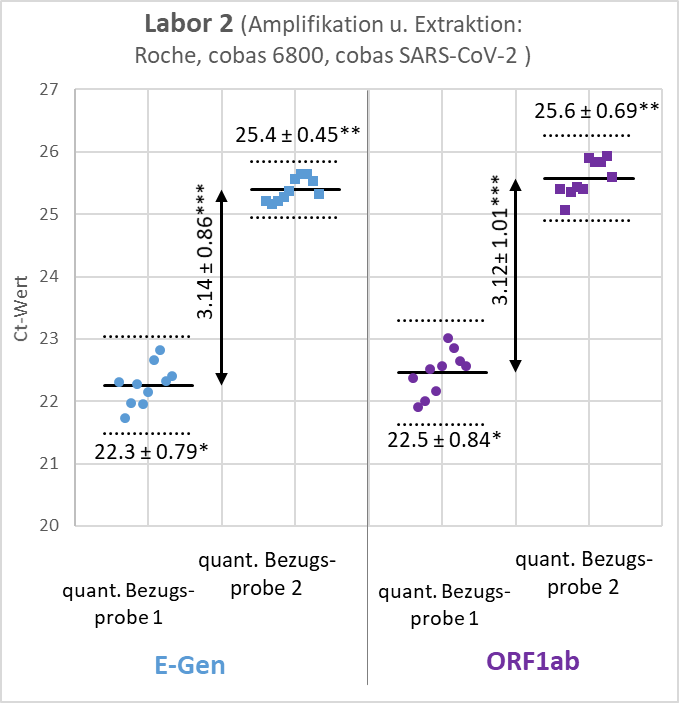 Labor 2 (Amplifikation u. Extraktion:
Roche, cobas 6800, cobas SARS-CoV-2 )
27
26
25
24
23
22
21
20
Ct-Wert
25.4 ± 0.45**
3.14 ± 0.86***
22.3 ± 0.79*
25.6 ± 0.69**
3.12± 1.01***
22.5 ± 0.84*
quant. Bezugs-
probe 1
quant. Bezugs-
probe 2
quant. Bezugs-
probe 1
quant. Bezugs-
probe 2
E-Gen
ORF1ab